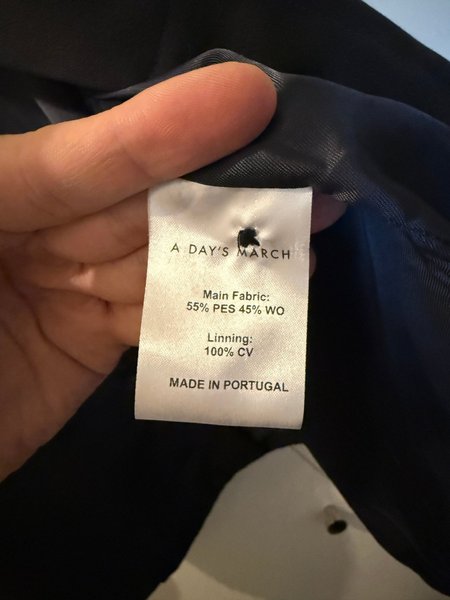 A DAY'S MARCH
Main Fabric:
55% PES 45% WO
Linning:
100% CV
MADE IN PORTUGAL